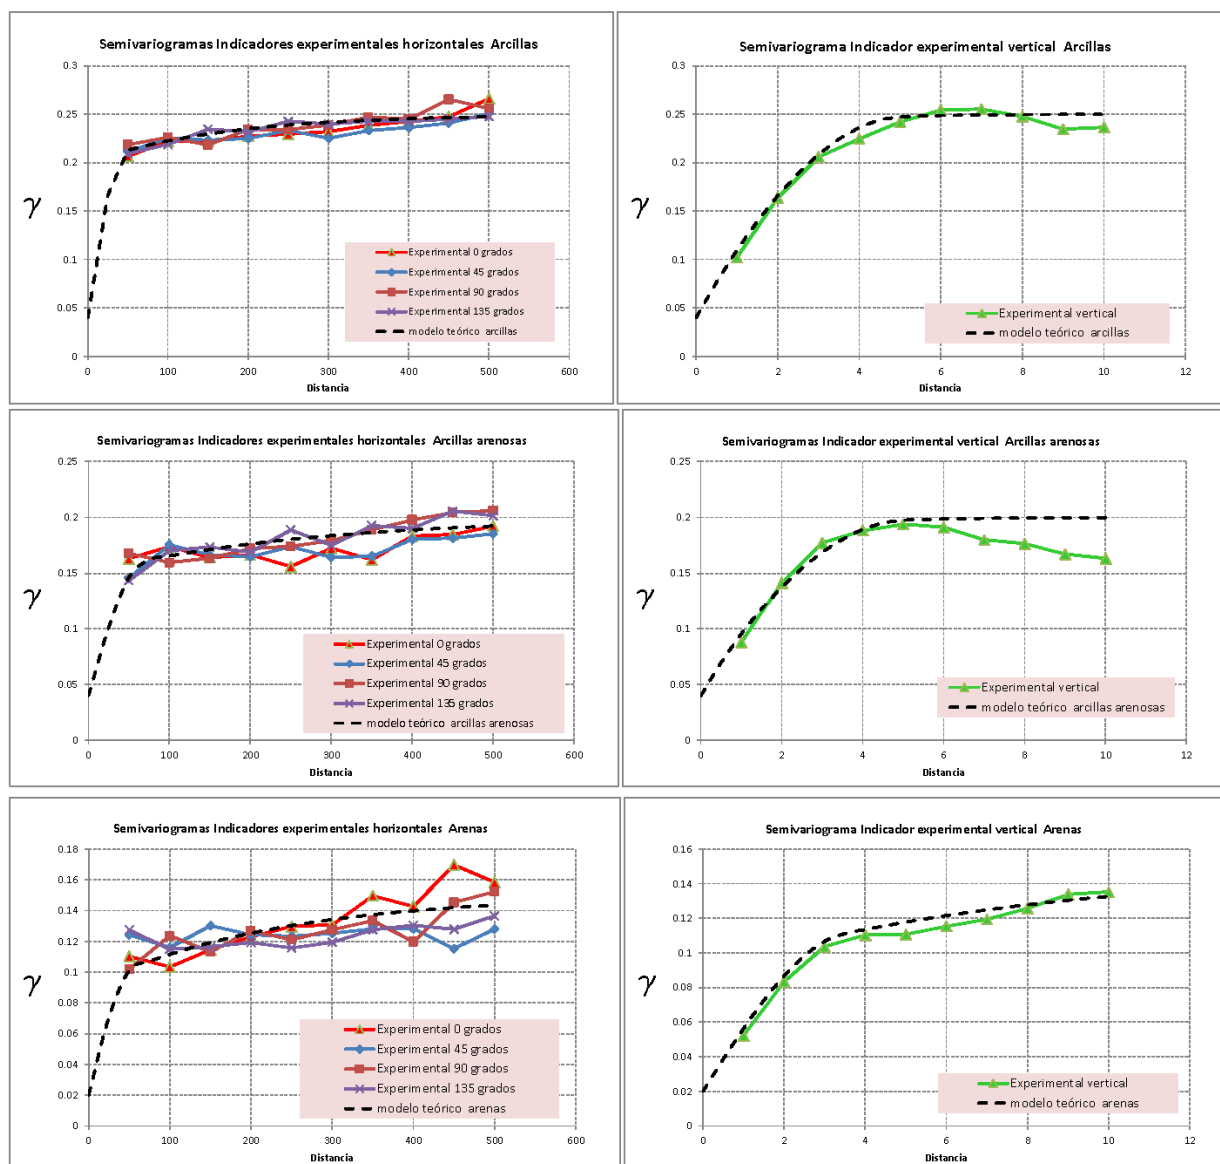 Semivariogramas Indicadores experimentales horizontales Arcillas
0.3
0.25
0.2
0.15
0.1
0.05
0
γ
Experimental 0 grados
Experimental 45 grados
Experimental 90 grados
Experimental 135 grados
modelo teórico arcillas
0 100 200 300 400 500 600
Distancia
Semivariograma Indicador experimental vertical Arcillas
0.3
0.25
0.2
0.15
0.1
0.05
0
γ
Experimental vertical
modelo teórico arcillas
0 2 4 6 8 10 12
Distancia
Semivariogramas Indicadores experimentales horizontales Arcillas arenosas
0.25
0.2
0.15
0.1
0.05
0
γ
Experimental 0 grados
Experimental 45 grados
Experimental 90 grados
Experimental 135 grados
modelo teórico arcillas arenosas
0 100 200 300 400 500 600
Distancia
Semivariogramas Indicador experimental vertical Arcillas arenosas
0.25
0.2
0.15
0.1
0.05
0
γ
Experimental vertical
modelo teórico arcillas arenosas
0 2 4 6 8 10 12
Distancia
Semivariogramas Indicadores experimentales horizontales Arenas
0.18
0.16
0.14
0.12
0.1
0.08
0.06
0.04
0.02
0
γ
Experimental 0 grados
Experimental 45 grados
Experimental 90 grados
Experimental 135 grados
modelo teórico arenas
0 100 200 300 400 500 600
Distancia
Semivariograma Indicador experimental vertical Arenas
0.16
0.14
0.12
0.1
0.08
0.06
0.04
0.02
0
γ
Experimental vertical
modelo teórico arenas
0 2 4 6 8 10 12
Distancia